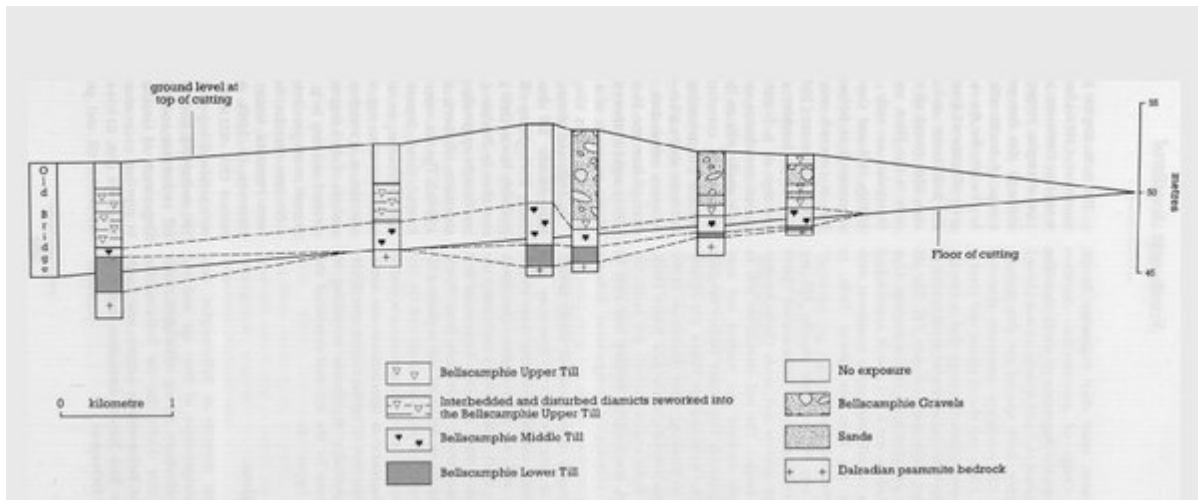 ground level at
top of cutting
Old Bridge
55
50
45
metres
Floor of cutting
0 kilometre 1
Bellscamphie Upper Till
Interbedded and disturbed diamicts reworked into
the Bellscamphie Upper Till
Bellscamphie Middle Till
Bellscamphie Lower Till
No exposure
Bellscamphie Gravels
Sands
Dalradian psammite bedrock